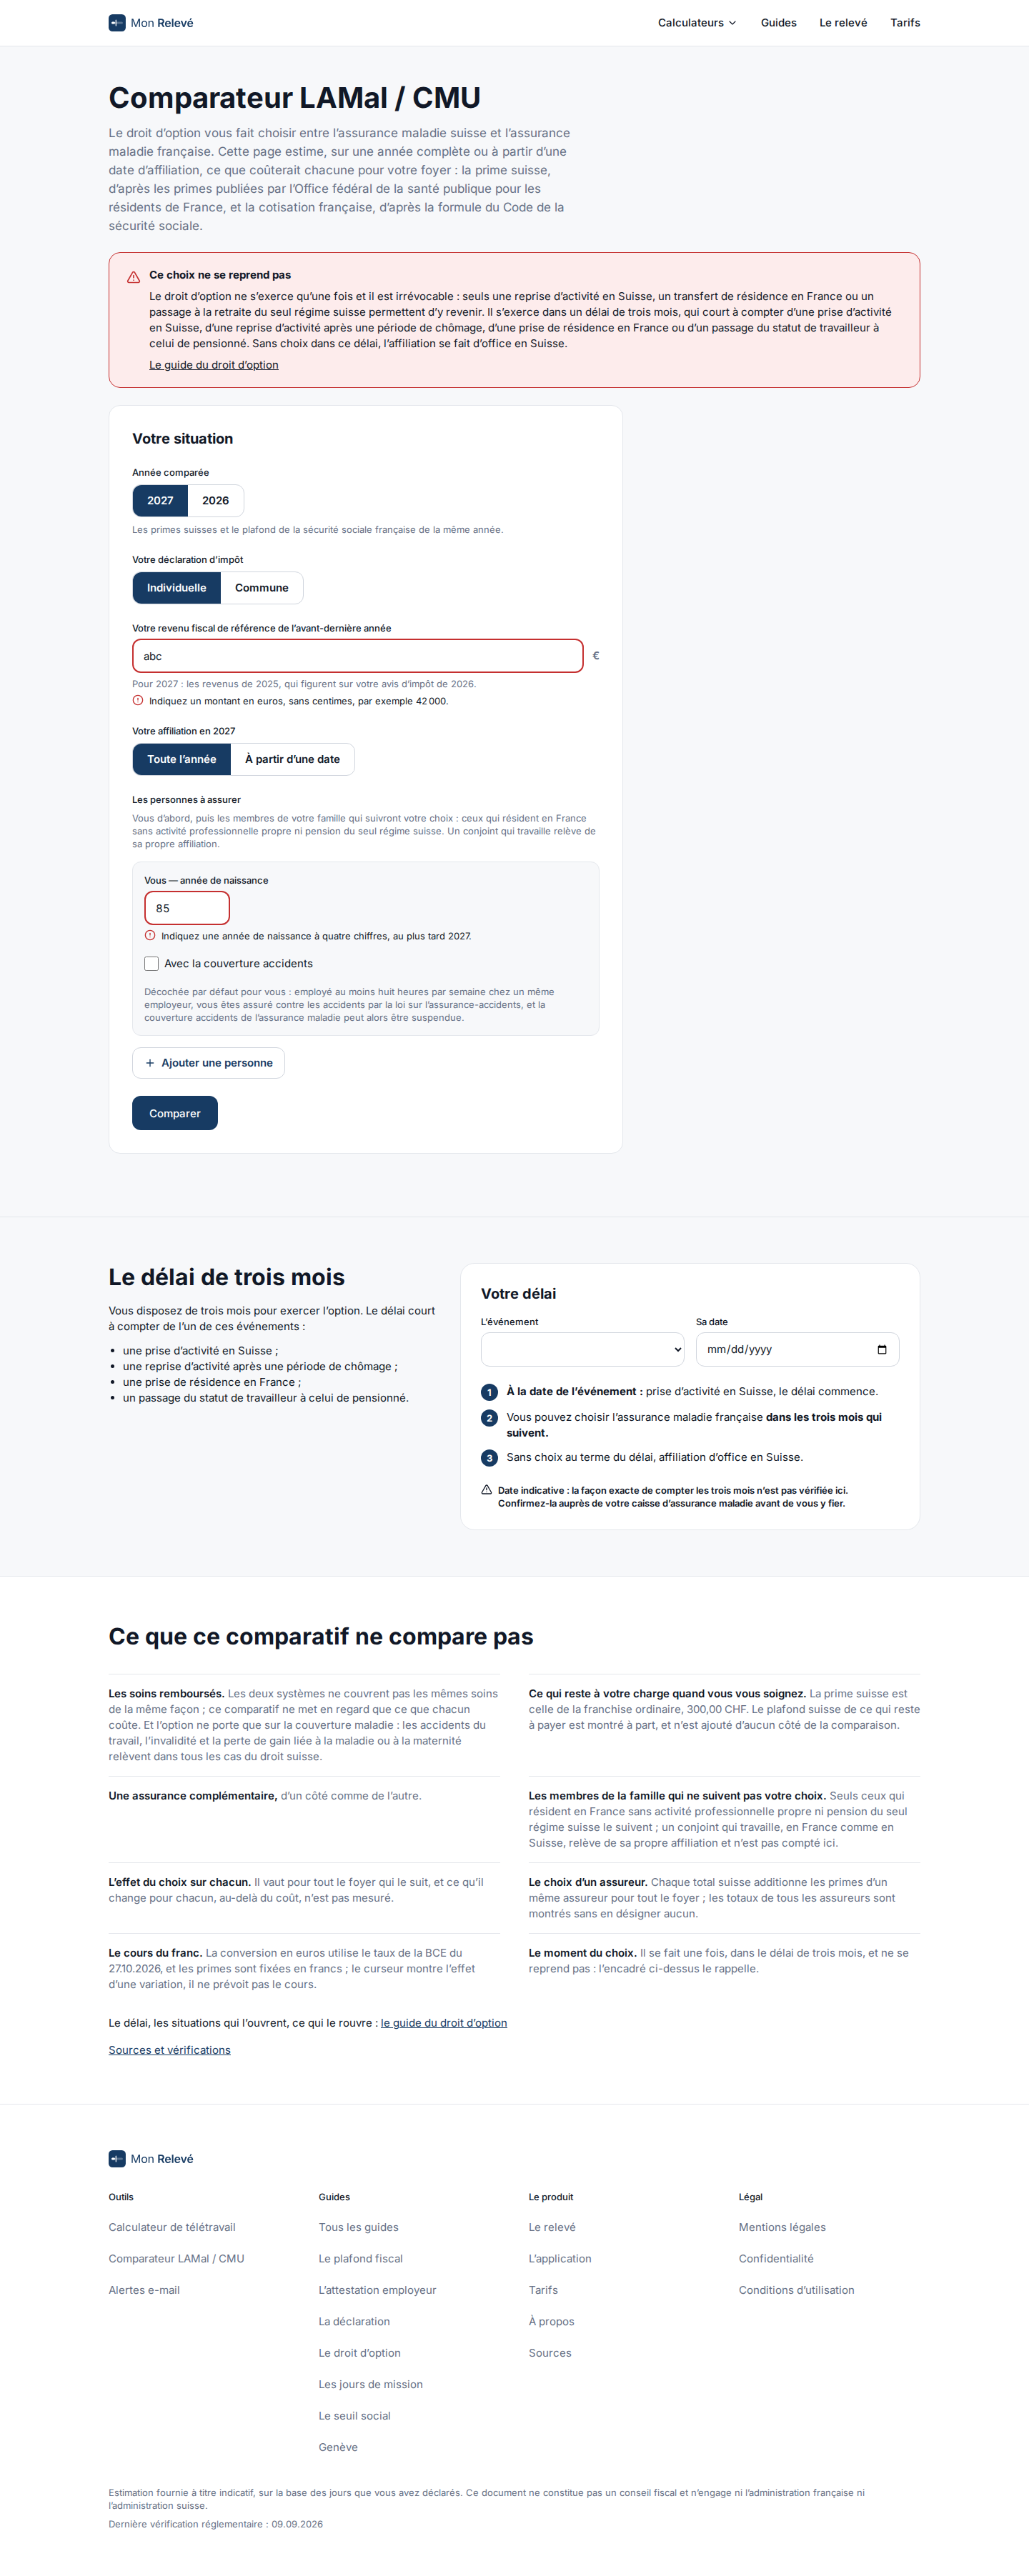 Mon Relevé
Calculateurs
Guides
Le relevé
Tarifs
Comparateur LAMal / CMU
Le droit d’option vous fait choisir entre l’assurance maladie suisse et l’assurance
maladie française. Cette page estime, sur une année complète ou à partir d’une
date d’affiliation, ce que coûterait chacune pour votre foyer : la prime suisse,
d’après les primes publiées par l’Office fédéral de la santé publique pour les
résidents de France, et la cotisation française, d’après la formule du Code de la
sécurité sociale.
Ce choix ne se reprend pas
Le droit d’option ne s’exerce qu’une fois et il est irrévocable : seuls une reprise d’activité en Suisse, un transfert de résidence en France ou un
passage à la retraite du seul régime suisse permettent d’y revenir. Il s’exerce dans un délai de trois mois, qui court à compter d’une prise d’activité
en Suisse, d’une reprise d’activité après une période de chômage, d’une prise de résidence en France ou d’un passage du statut de travailleur à
celui de pensionné. Sans choix dans ce délai, l’affiliation se fait d’office en Suisse.
Le guide du droit d’option
Votre situation
Année comparée
2027
2026
Les primes suisses et le plafond de la sécurité sociale française de la même année.
Votre déclaration d’impôt
Individuelle
Commune
Votre revenu fiscal de référence de l’avant-dernière année
abc
€
Pour 2027 : les revenus de 2025, qui figurent sur votre avis d’impôt de 2026.
Indiquez un montant en euros, sans centimes, par exemple 42 000.
Votre affiliation en 2027
Toute l’année
À partir d’une date
Les personnes à assurer
Vous d’abord, puis les membres de votre famille qui suivront votre choix : ceux qui résident en France
sans activité professionnelle propre ni pension du seul régime suisse. Un conjoint qui travaille relève de
sa propre affiliation.
Vous — année de naissance
85
Indiquez une année de naissance à quatre chiffres, au plus tard 2027.
Avec la couverture accidents
Décochée par défaut pour vous : employé au moins huit heures par semaine chez un même
employeur, vous êtes assuré contre les accidents par la loi sur l’assurance-accidents, et la
couverture accidents de l’assurance maladie peut alors être suspendue.
Ajouter une personne
Comparer
Le délai de trois mois
Vous disposez de trois mois pour exercer l’option. Le délai court
à compter de l’un de ces événements :
• une prise d’activité en Suisse ;
• une reprise d’activité après une période de chômage ;
• une prise de résidence en France ;
• un passage du statut de travailleur à celui de pensionné.
Votre délai
L’événement
Sa date
mm/dd/yyyy
1 À la date de l’événement : prise d’activité en Suisse, le délai commence.
2 Vous pouvez choisir l’assurance maladie française dans les trois mois qui
suivent.
3 Sans choix au terme du délai, affiliation d’office en Suisse.
Date indicative : la façon exacte de compter les trois mois n’est pas vérifiée ici.
Confirmez-la auprès de votre caisse d’assurance maladie avant de vous y fier.
Ce que ce comparatif ne compare pas
Les soins remboursés. Les deux systèmes ne couvrent pas les mêmes soins
de la même façon ; ce comparatif ne met en regard que ce que chacun
coûte. Et l’option ne porte que sur la couverture maladie : les accidents du
travail, l’invalidité et la perte de gain liée à la maladie ou à la maternité
relèvent dans tous les cas du droit suisse.
Ce qui reste à votre charge quand vous vous soignez. La prime suisse est
celle de la franchise ordinaire, 300,00 CHF. Le plafond suisse de ce qui reste
à payer est montré à part, et n’est ajouté d’aucun côté de la comparaison.
Une assurance complémentaire, d’un côté comme de l’autre.
Les membres de la famille qui ne suivent pas votre choix. Seuls ceux qui
résident en France sans activité professionnelle propre ni pension du seul
régime suisse le suivent ; un conjoint qui travaille, en France comme en
Suisse, relève de sa propre affiliation et n’est pas compté ici.
L’effet du choix sur chacun. Il vaut pour tout le foyer qui le suit, et ce qu’il
change pour chacun, au-delà du coût, n’est pas mesuré.
Le choix d’un assureur. Chaque total suisse additionne les primes d’un
même assureur pour tout le foyer ; les totaux de tous les assureurs sont
montrés sans en désigner aucun.
Le cours du franc. La conversion en euros utilise le taux de la BCE du
27.10.2026, et les primes sont fixées en francs ; le curseur montre l’effet
d’une variation, il ne prévoit pas le cours.
Le moment du choix. Il se fait une fois, dans le délai de trois mois, et ne se
reprend pas : l’encadré ci-dessus le rappelle.
Le délai, les situations qui l’ouvrent, ce qui le rouvre : le guide du droit d’option
Sources et vérifications
Mon Relevé
Outils
Calculateur de télétravail
Comparateur LAMal / CMU
Alertes e-mail
Guides
Tous les guides
Le plafond fiscal
L’attestation employeur
La déclaration
Le droit d’option
Les jours de mission
Le seuil social
Genève
Le produit
Le relevé
L’application
Tarifs
À propos
Sources
Légal
Mentions légales
Confidentialité
Conditions d’utilisation
Estimation fournie à titre indicatif, sur la base des jours que vous avez déclarés. Ce document ne constitue pas un conseil fiscal et n’engage ni l’administration française ni
l’administration suisse.
Dernière vérification réglementaire : 09.09.2026